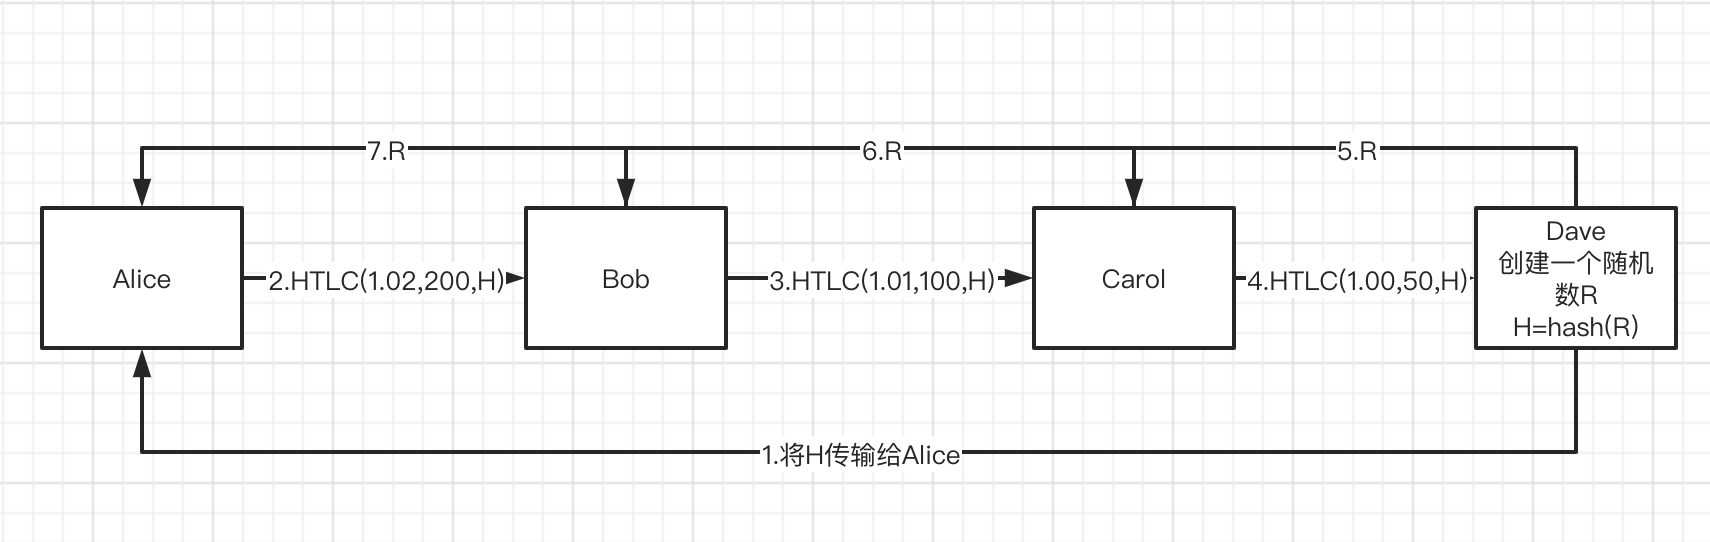 7.R
6.R
5.R
Alice
2.HTLC(1.02,200,H)
Bob
3.HTLC(1.01,100,H)
Carol
4.HTLC(1.00,50,H)
Dave
创建一个随机
数R
H=hash(R)
1.将H传输给Alice